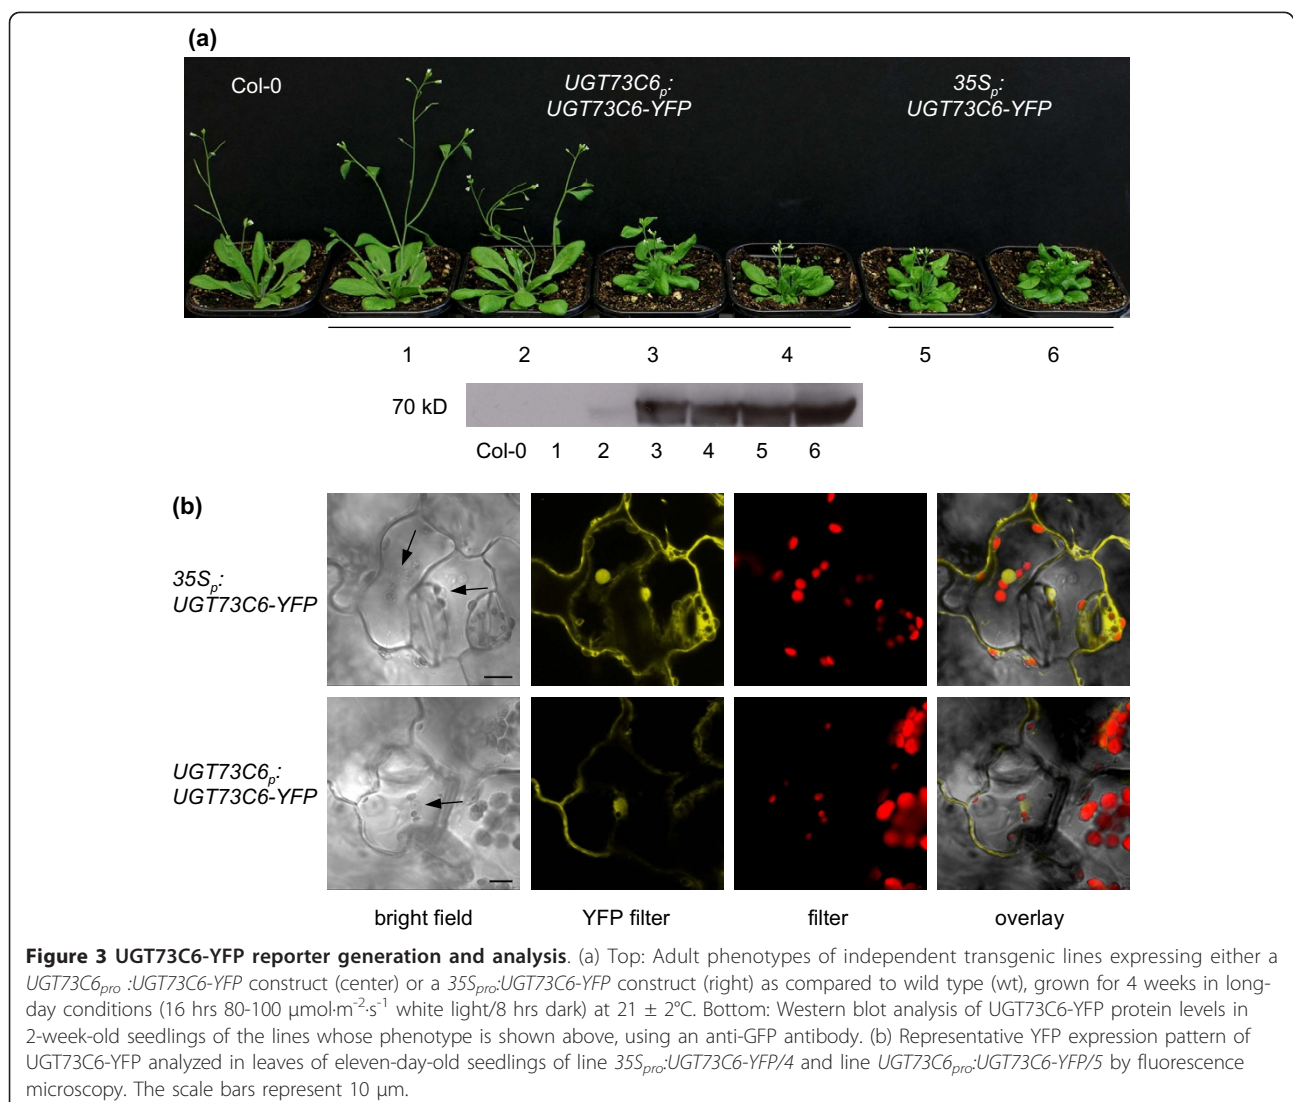 (a)
Col-0
UGT73C6p:
UGT73C6-YFP
35Sp:
UGT73C6-YFP
1 2 3 4 5 6
70 kD
Col-0 1 2 3 4 5 6
(b)
35Sp:
UGT73C6-YFP
UGT73C6p:
UGT73C6-YFP
bright field YFP filter filter overlay
Figure 3 UGT73C6-YFP reporter generation and analysis. (a) Top: Adult phenotypes of independent transgenic lines expressing either a
UGT73C6pro :UGT73C6-YFP construct (center) or a 35Spro:UGT73C6-YFP construct (right) as compared to wild type (wt), grown for 4 weeks in long-
day conditions (16 hrs 80-100 μmol·m⁻²·s⁻¹ white light/8 hrs dark) at 21 ± 2°C. Bottom: Western blot analysis of UGT73C6-YFP protein levels in
2-week-old seedlings of the lines whose phenotype is shown above, using an anti-GFP antibody. (b) Representative YFP expression pattern of
UGT73C6-YFP analyzed in leaves of eleven-day-old seedlings of line 35Spro:UGT73C6-YFP/4 and line UGT73C6pro:UGT73C6-YFP/5 by fluorescence
microscopy. The scale bars represent 10 μm.